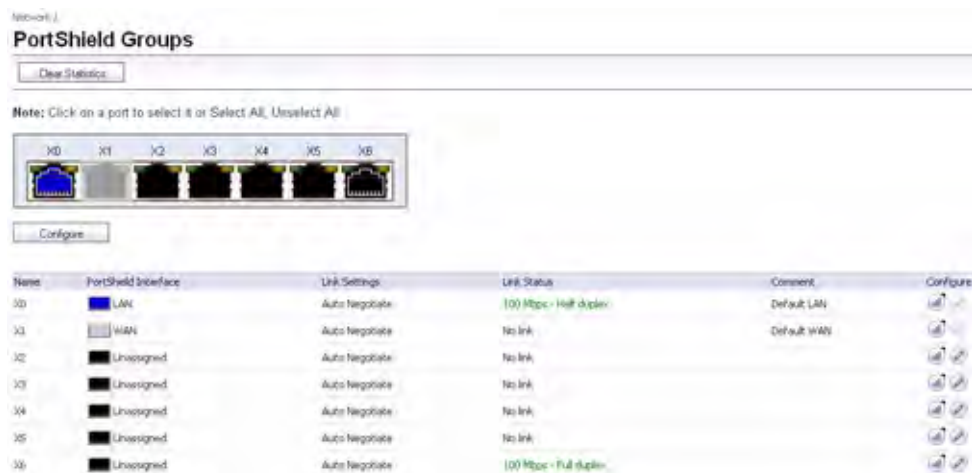 Network /
PortShield Groups
Clear Statistics
Note: Click on a port to select it or Select All, Unselect All
X0 X1 X2 X3 X4 X5 X6
Configure
Name PortShield Interface Link Settings Link Status Comment Configure
X0 LAN Auto Negotiate 100 Mbps - Half duplex Default LAN
X1 WAN Auto Negotiate No link Default WAN
X2 Unassigned Auto Negotiate No link
X3 Unassigned Auto Negotiate No link
X4 Unassigned Auto Negotiate No link
X5 Unassigned Auto Negotiate No link
X6 Unassigned Auto Negotiate 100 Mbps - Full duplex